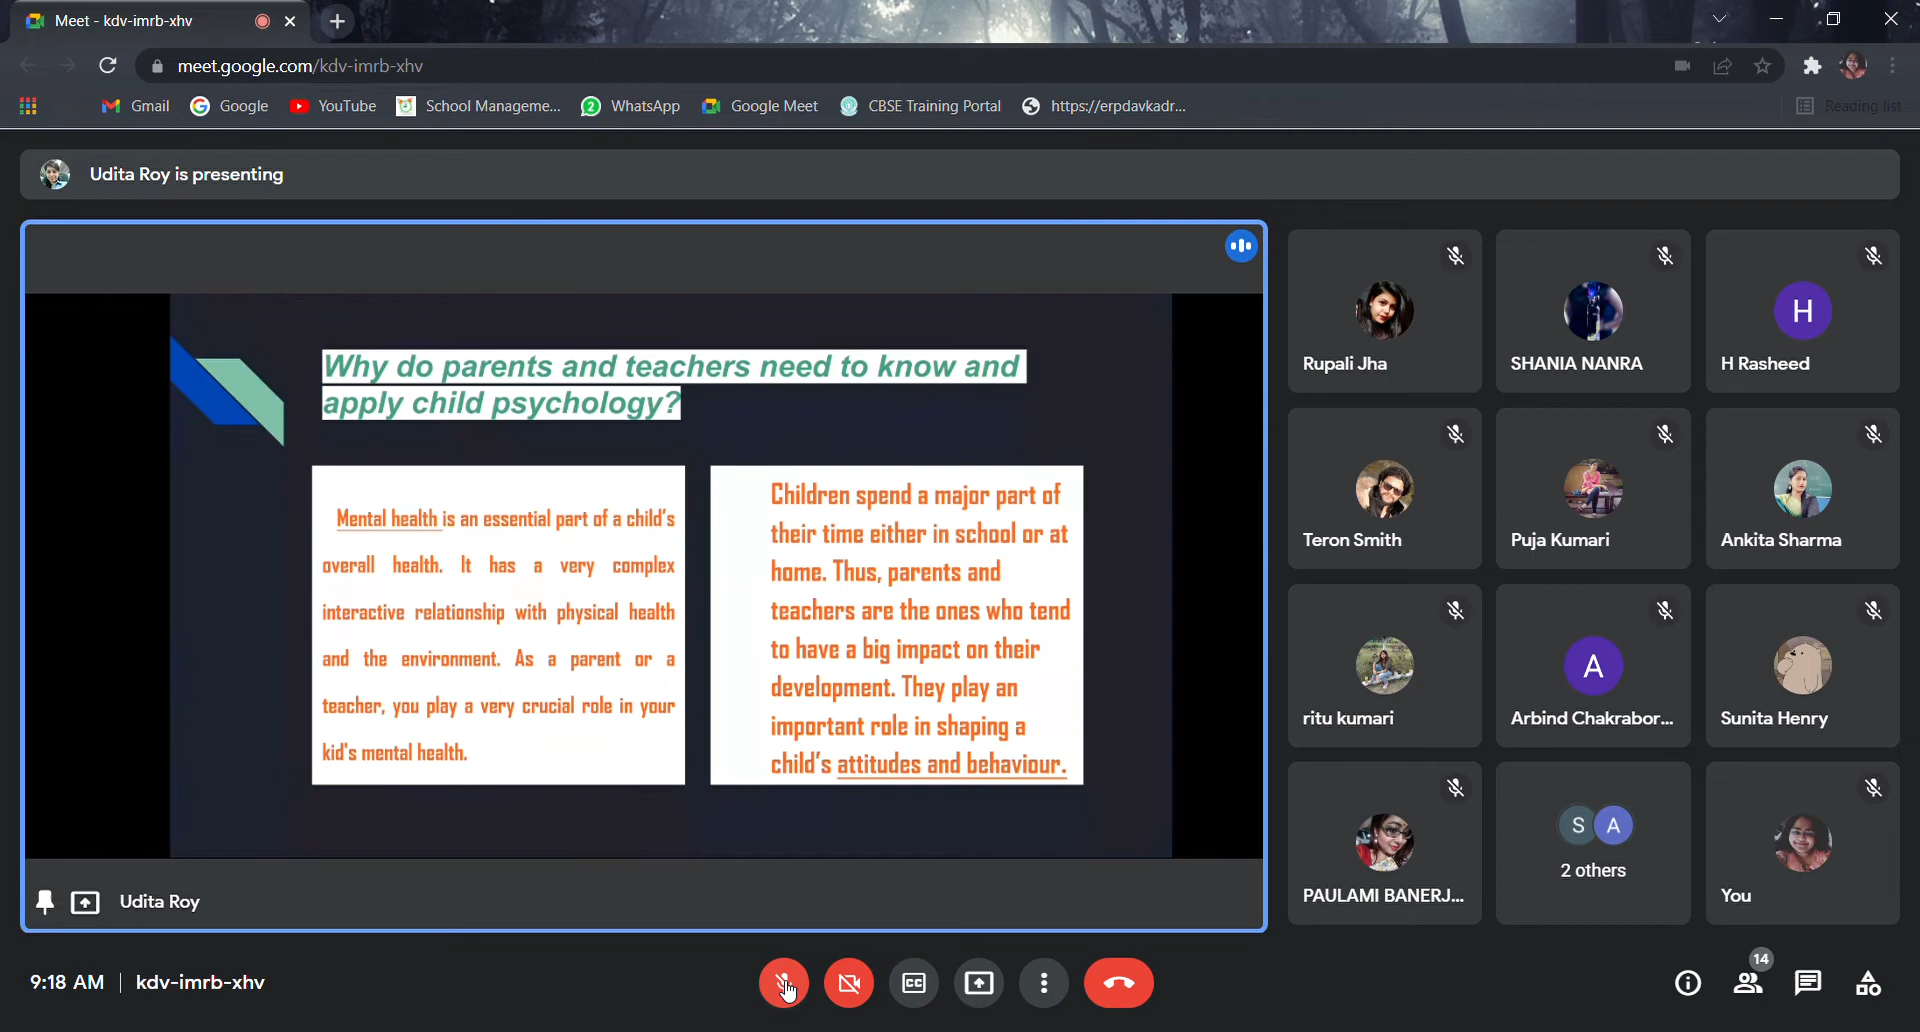 Meet - kdv-imrb-xhv
meet.google.com/kdv-imrb-xhv
Gmail
Google
YouTube
School Manageme...
WhatsApp
Google Meet
CBSE Training Portal
https://erpdavkadr...
Reading list
Udita Roy is presenting
Why do parents and teachers need to know and
apply child psychology?
Mental health is an essential part of a child's
overall health. It has a very complex
interactive relationship with physical health
and the environment. As a parent or a
teacher, you play a very crucial role in your
kid's mental health.
Children spend a major part of
their time either in school or at
home. Thus, parents and
teachers are the ones who tend
to have a big impact on their
development. They play an
important role in shaping a
child's attitudes and behaviour.
Udita Roy
Rupali Jha
SHANIA NANRA
H
H Rasheed
Teron Smith
Puja Kumari
Ankita Sharma
ritu kumari
A
Arbind Chakrabor...
Sunita Henry
PAULAMI BANERJ...
S A
2 others
You
9:18 AM | kdv-imrb-xhv
CC
14